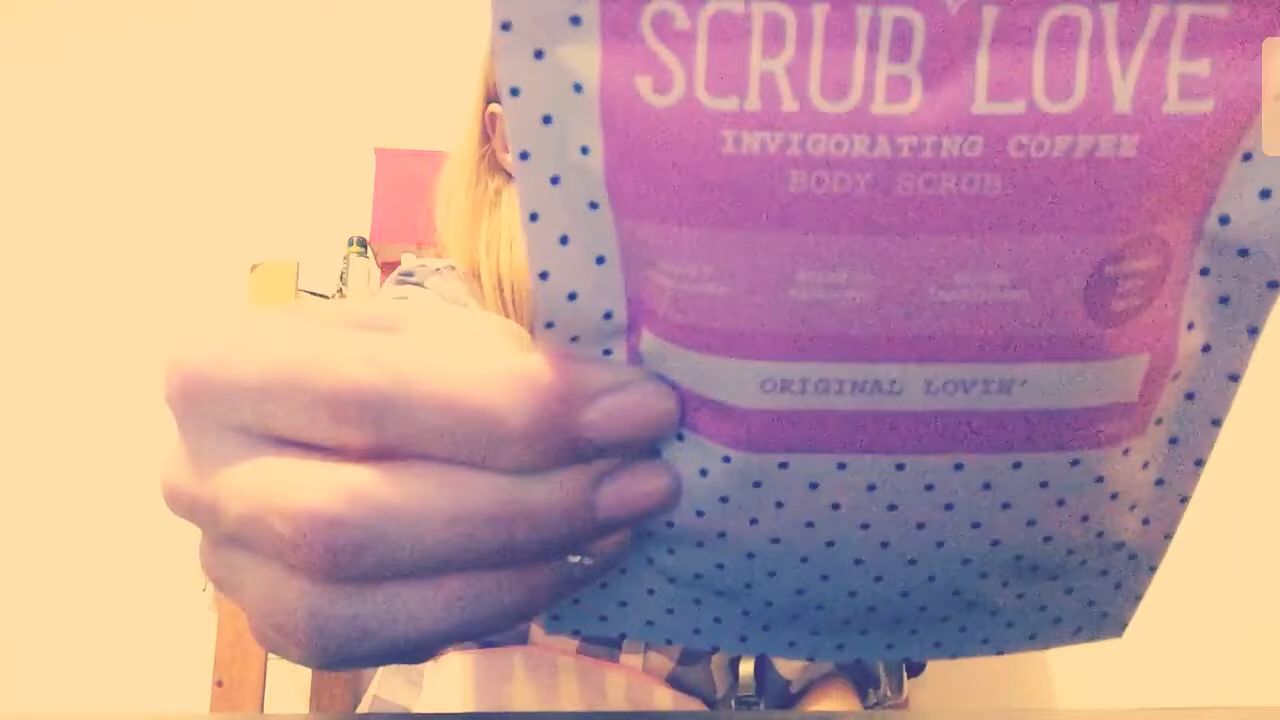 SCRUB LOVE
INVIGORATING COFFEE
BODY SCRUB
ORIGINAL LOVIN'